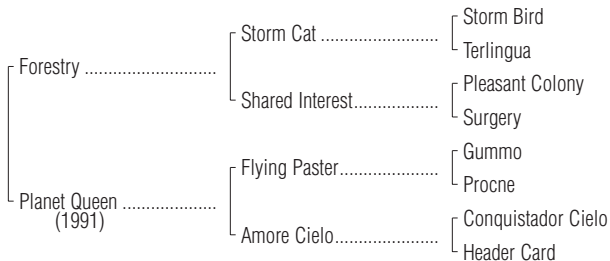 Storm Bird
Storm Cat ........................
Terlingua
Forestry ...........................
Pleasant Colony
Shared Interest.................
Surgery
Gummo
Flying Paster....................
Procne
Planet Queen ...................
(1991)
Conquistador Cielo
Amore Cielo.....................
Header Card